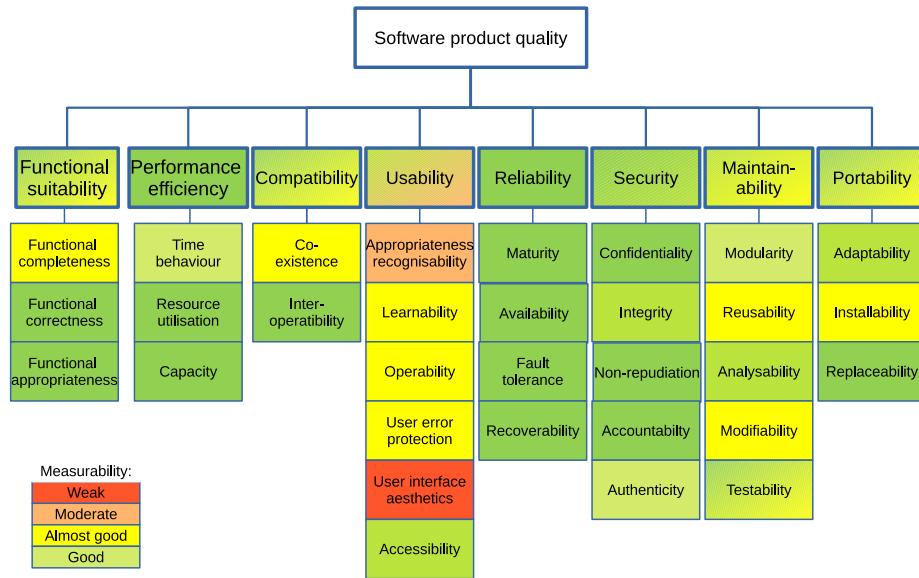 Software product quality
Functional
suitability
Performance
efficiency
Compatibility
Usability
Reliability
Security
Maintain-
ability
Portability
Functional
completeness
Functional
correctness
Functional
appropriateness
Time
behaviour
Resource
utilisation
Capacity
Co-
existence
Inter-
operatibility
Appropriateness
recognisability
Learnability
Operability
User error
protection
User interface
aesthetics
Accessibility
Maturity
Availability
Fault
tolerance
Recoverability
Confidentiality
Integrity
Non-repudiation
Accountabilty
Authenticity
Modularity
Reusability
Analysability
Modifiability
Testability
Adaptability
Installability
Replaceability
Measurability:
Weak
Moderate
Almost good
Good